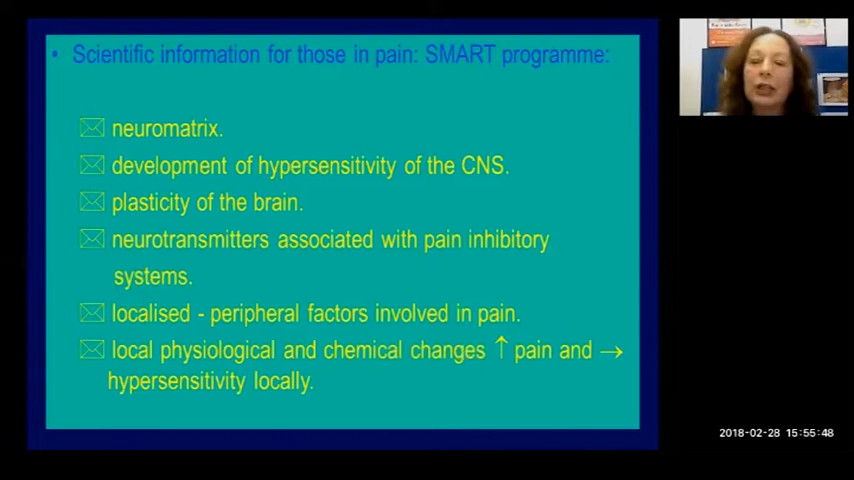 • Scientific information for those in pain: SMART programme:
neuromatrix.
development of hypersensitivity of the CNS.
plasticity of the brain.
neurotransmitters associated with pain inhibitory
systems.
localised - peripheral factors involved in pain.
local physiological and chemical changes ↑ pain and →
hypersensitivity locally.
2018-02-28 15:55:48